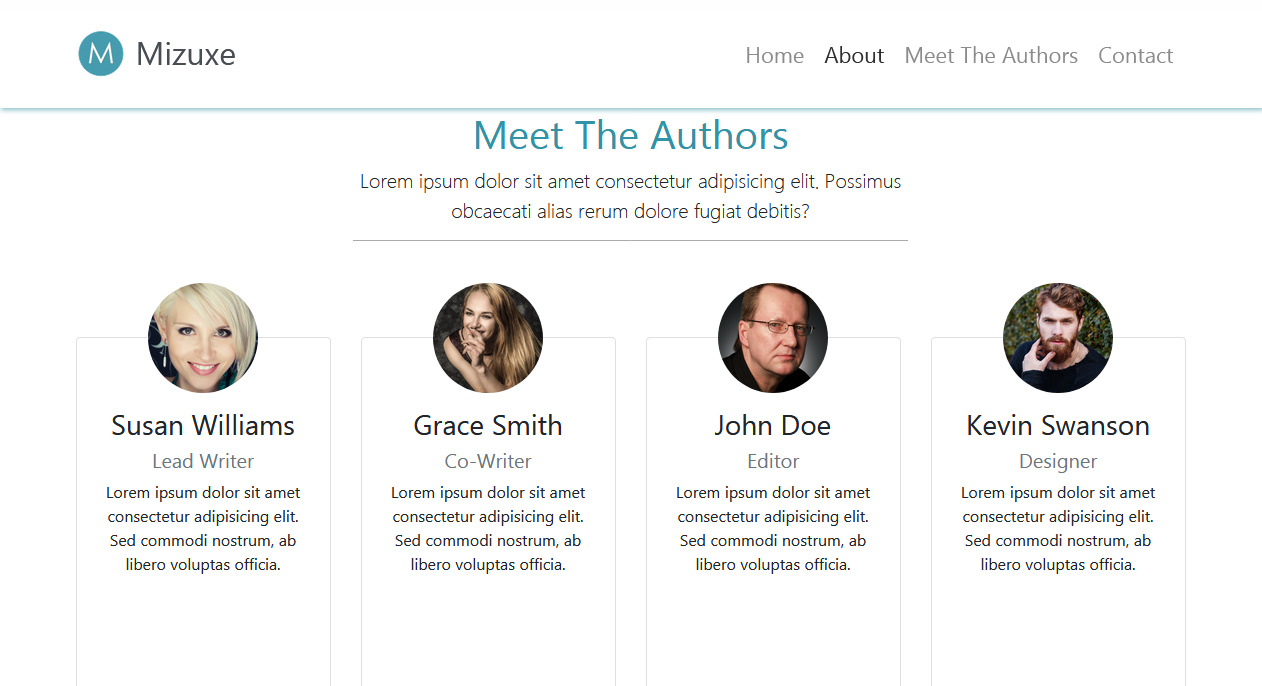 M Mizuxe
Home About Meet The Authors Contact
Meet The Authors
Lorem ipsum dolor sit amet consectetur adipisicing elit. Possimus
obcaecati alias rerum dolore fugiat debitis?
Susan Williams
Lead Writer
Lorem ipsum dolor sit amet
consectetur adipisicing elit.
Sed commodi nostrum, ab
libero voluptas officia.
Grace Smith
Co-Writer
Lorem ipsum dolor sit amet
consectetur adipisicing elit.
Sed commodi nostrum, ab
libero voluptas officia.
John Doe
Editor
Lorem ipsum dolor sit amet
consectetur adipisicing elit.
Sed commodi nostrum, ab
libero voluptas officia.
Kevin Swanson
Designer
Lorem ipsum dolor sit amet
consectetur adipisicing elit.
Sed commodi nostrum, ab
libero voluptas officia.